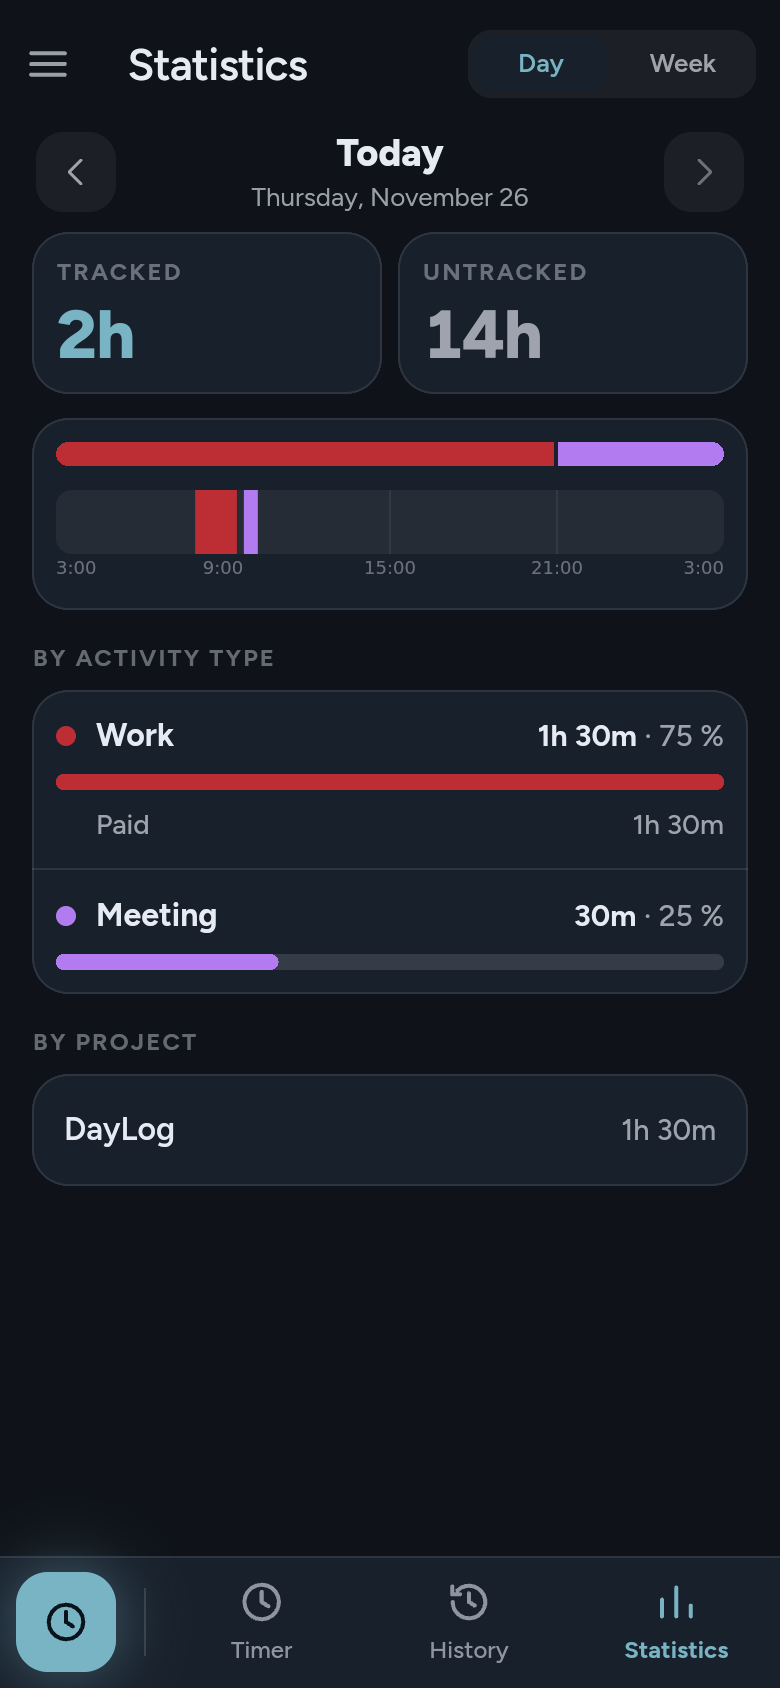 Statistics
Day
Week
Today
Thursday, November 26
TRACKED
UNTRACKED
2h
14h
3:00
9:00
15:00
21:00
3:00
BY ACTIVITY TYPE
Work
1h 30m · 75 %
Paid
1h 30m
Meeting
30m · 25 %
BY PROJECT
DayLog
1h 30m
Timer
History
Statistics